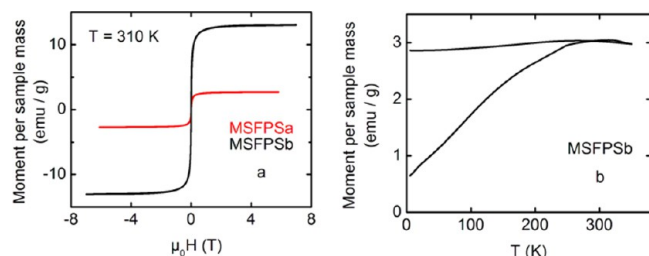 Moment per sample mass
(emu / g)
10
0
-10
T = 310 K
MSFPSa
MSFPSb
a
-8
-4
0
4
8
μ₀H (T)
Moment per sample mass
(emu / g)
4
3
2
1
0
MSFPSb
b
100
200
300
T (K)